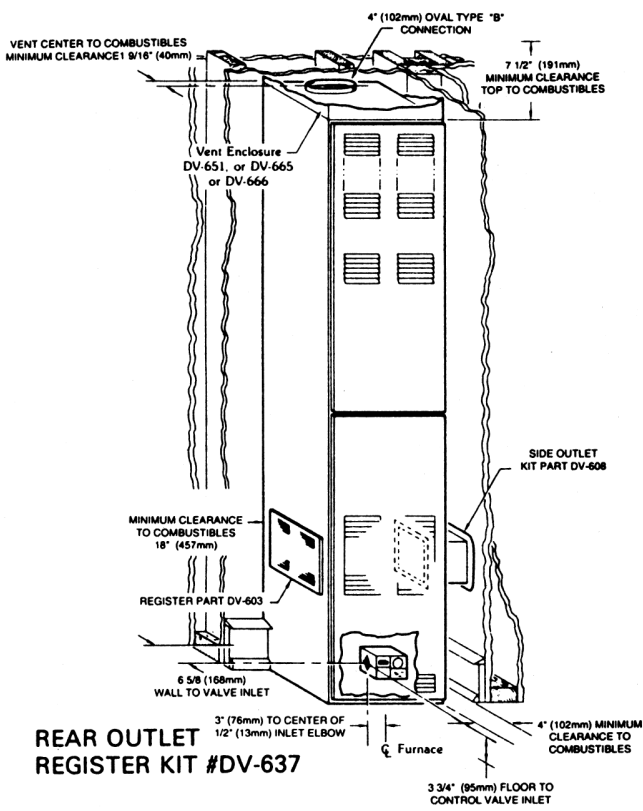 4" (102mm) OVAL TYPE "B"
CONNECTION
VENT CENTER TO COMBUSTIBLES
MINIMUM CLEARANCE1 9/16" (40mm)
7 1/2" (191mm)
MINIMUM CLEARANCE
TOP TO COMBUSTIBLES
Vent Enclosure
DV-651, or DV-665
or DV-666
SIDE OUTLET
KIT PART DV-608
MINIMUM CLEARANCE
TO COMBUSTIBLES
18" (457mm)
REGISTER PART DV-603
6 5/8 (168mm)
WALL TO VALVE INLET
3" (76mm) TO CENTER OF
1/2" (13mm) INLET ELBOW
℄ Furnace
4" (102mm) MINIMUM
CLEARANCE TO
COMBUSTIBLES
REAR OUTLET
REGISTER KIT #DV-637
3 3/4" (95mm) FLOOR TO
CONTROL VALVE INLET